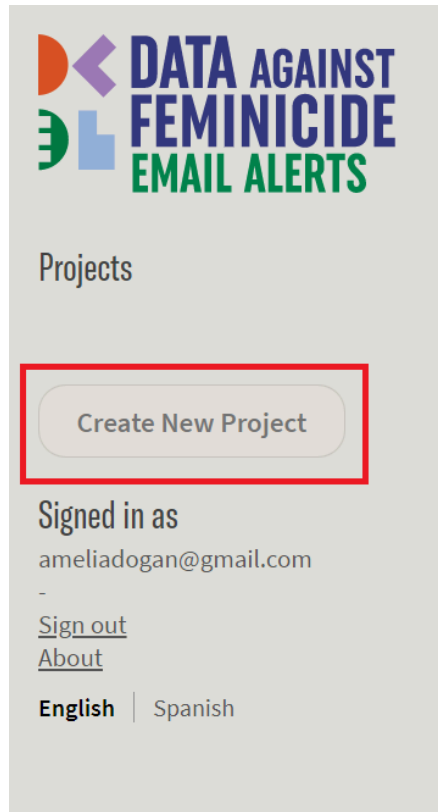 DATA AGAINST
FEMINICIDE
EMAIL ALERTS
Projects
Create New Project
Signed in as
ameliadogan@gmail.com
-
Sign out
About
English | Spanish